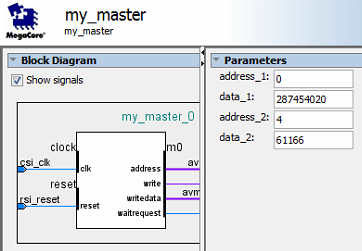 my_master
my_master
MegaCore®
Block Diagram
Show signals
my_master_0
clock
m0
csi_clk
clk
address
avm
reset
write
rsi_reset
reset
writedata
avm
waitrequest
Parameters
address_1: 0
data_1: 287454020
address_2: 4
data_2: 61166